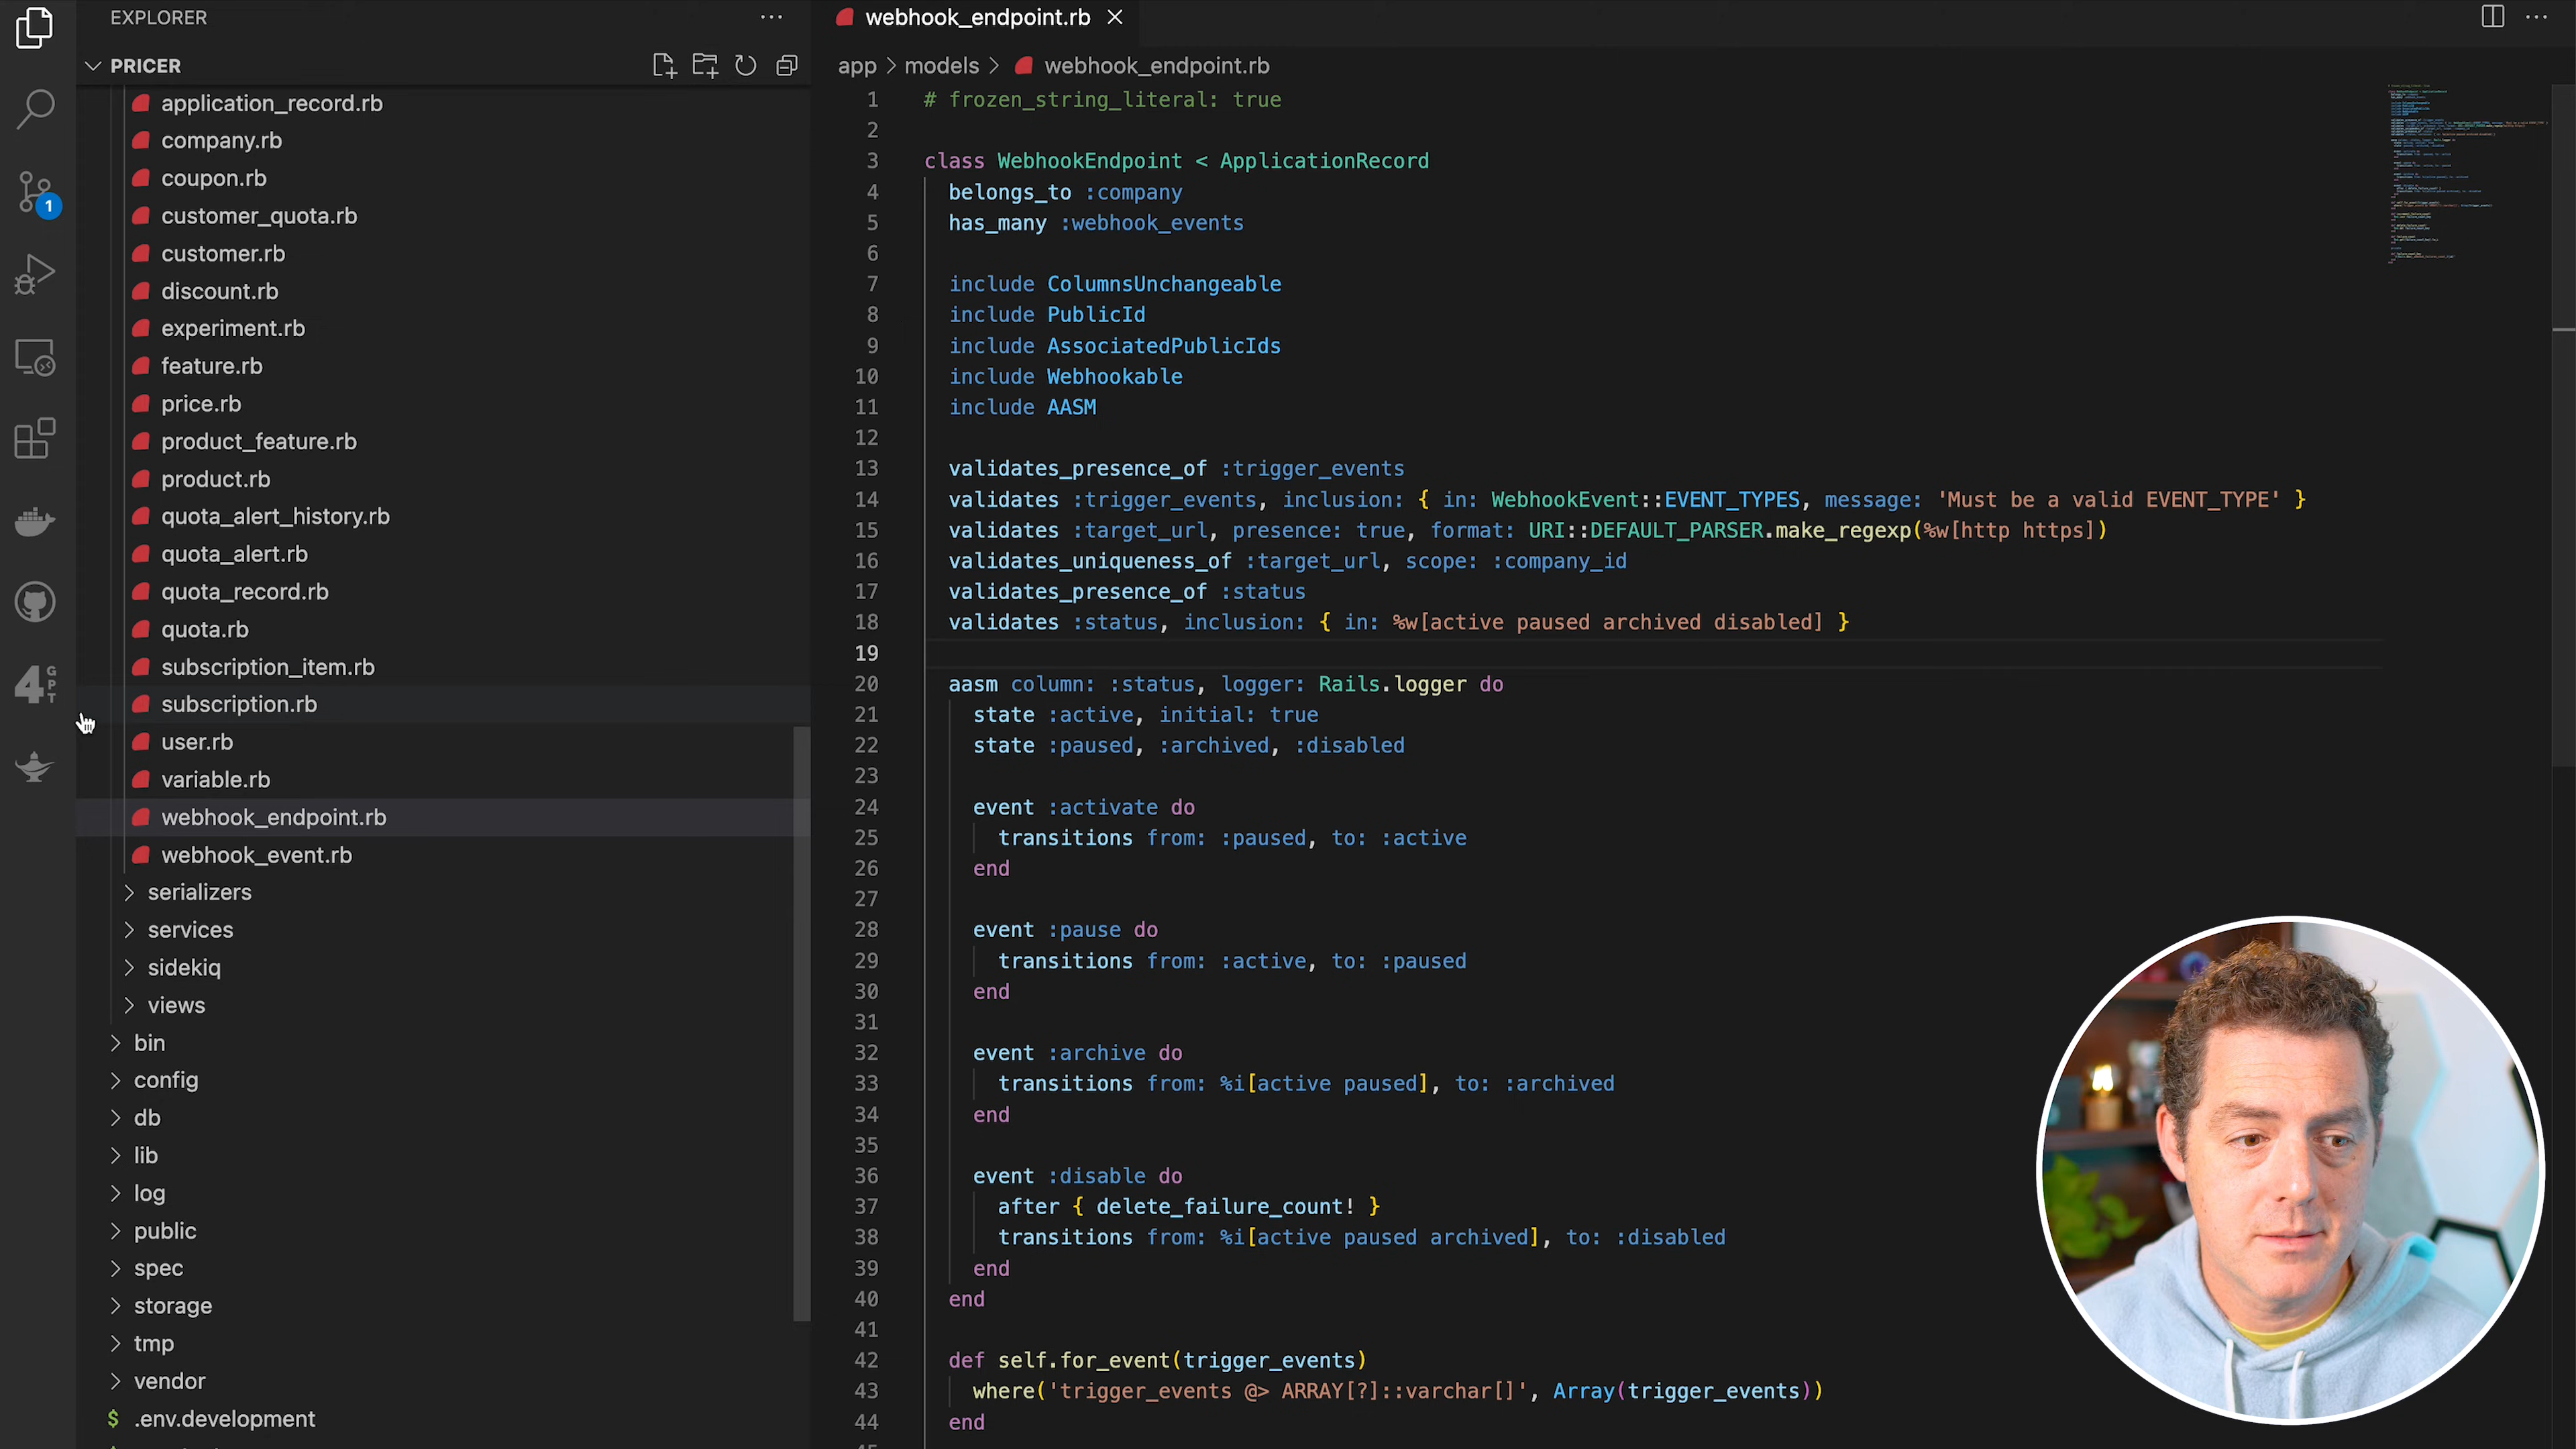 EXPLORER
PRICER
application_record.rb
company.rb
coupon.rb
customer_quota.rb
customer.rb
discount.rb
experiment.rb
feature.rb
price.rb
product_feature.rb
product.rb
quota_alert_history.rb
quota_alert.rb
quota_record.rb
quota.rb
subscription_item.rb
subscription.rb
user.rb
variable.rb
webhook_endpoint.rb
webhook_event.rb
serializers
services
sidekiq
views
bin
config
db
lib
log
public
spec
storage
tmp
vendor
$ .env.development
1
4 GPT
webhook_endpoint.rb
app > models > webhook_endpoint.rb
1 # frozen_string_literal: true
2
3 class WebhookEndpoint < ApplicationRecord
4 belongs_to :company
5 has_many :webhook_events
6
7 include ColumnsUnchangeable
8 include PublicId
9 include AssociatedPublicIds
10 include Webhookable
11 include AASM
12
13 validates_presence_of :trigger_events
14 validates :trigger_events, inclusion: { in: WebhookEvent::EVENT_TYPES, message: 'Must be a valid EVENT_TYPE' }
15 validates :target_url, presence: true, format: URI::DEFAULT_PARSER.make_regexp(%w[http https])
16 validates_uniqueness_of :target_url, scope: :company_id
17 validates_presence_of :status
18 validates :status, inclusion: { in: %w[active paused archived disabled] }
19
20 aasm column: :status, logger: Rails.logger do
21 state :active, initial: true
22 state :paused, :archived, :disabled
23
24 event :activate do
25 transitions from: :paused, to: :active
26 end
27
28 event :pause do
29 transitions from: :active, to: :paused
30 end
31
32 event :archive do
33 transitions from: %i[active paused], to: :archived
34 end
35
36 event :disable do
37 after { delete_failure_count! }
38 transitions from: %i[active paused archived], to: :disabled
39 end
40 end
41
42 def self.for_event(trigger_events)
43 where('trigger_events @> ARRAY[?]::varchar[]', Array(trigger_events))
44 end